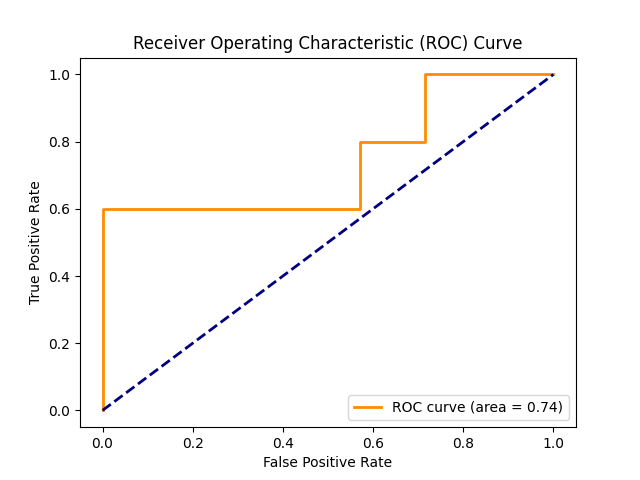 Receiver Operating Characteristic (ROC) Curve
1.0
0.8
0.6
0.4
0.2
0.0
True Positive Rate
ROC curve (area = 0.74)
0.0 0.2 0.4 0.6 0.8 1.0
False Positive Rate